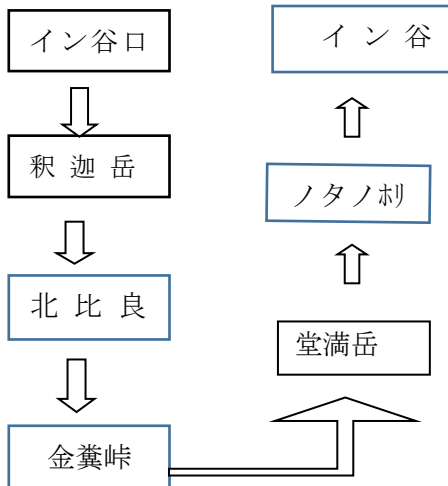 イン谷口
釈迦岳
北比良
金糞峠
堂満岳
ノタノホリ
イン谷